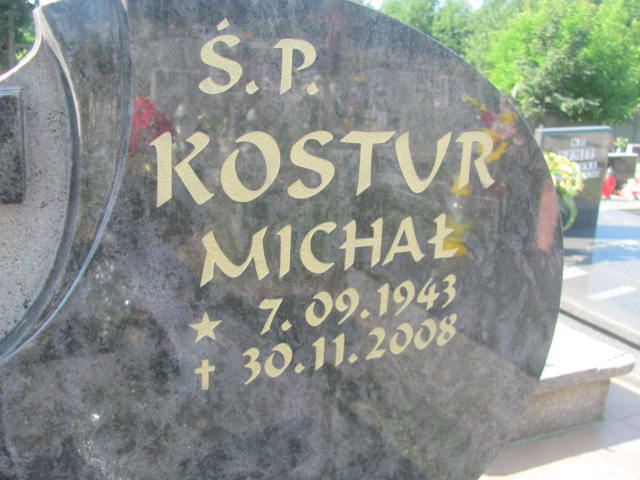 Ś.P.
KOSTUR
MICHAŁ
★ 7.09.1943
✝ 30.11.2008